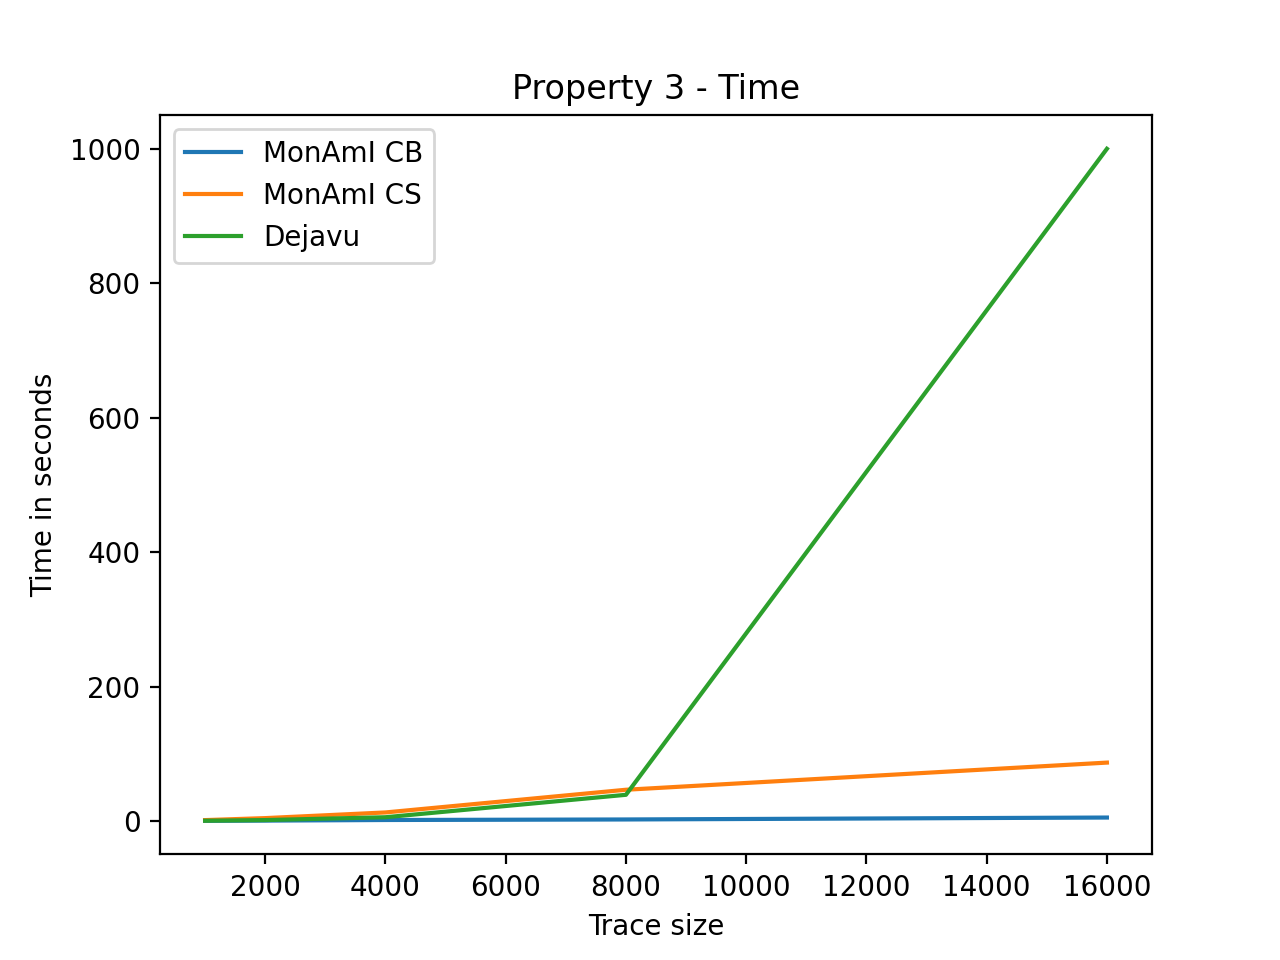 Property 3 - Time
MonAmI CB
MonAmI CS
Dejavu
1000
800
600
400
200
0
Time in seconds
2000 4000 6000 8000 10000 12000 14000 16000
Trace size